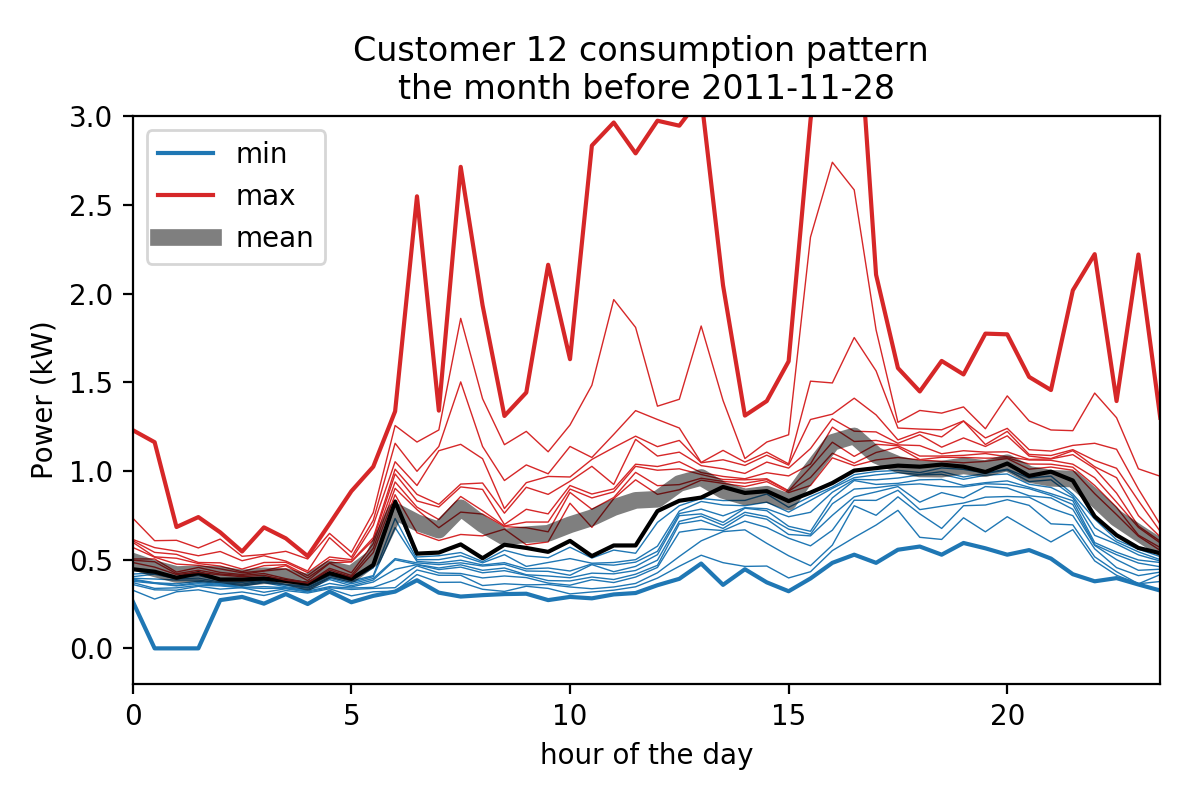 Customer 12 consumption pattern
the month before 2011-11-28
3.0
2.5
2.0
1.5
1.0
0.5
0.0
Power (kW)
min
max
mean
0
5
10
15
20
hour of the day